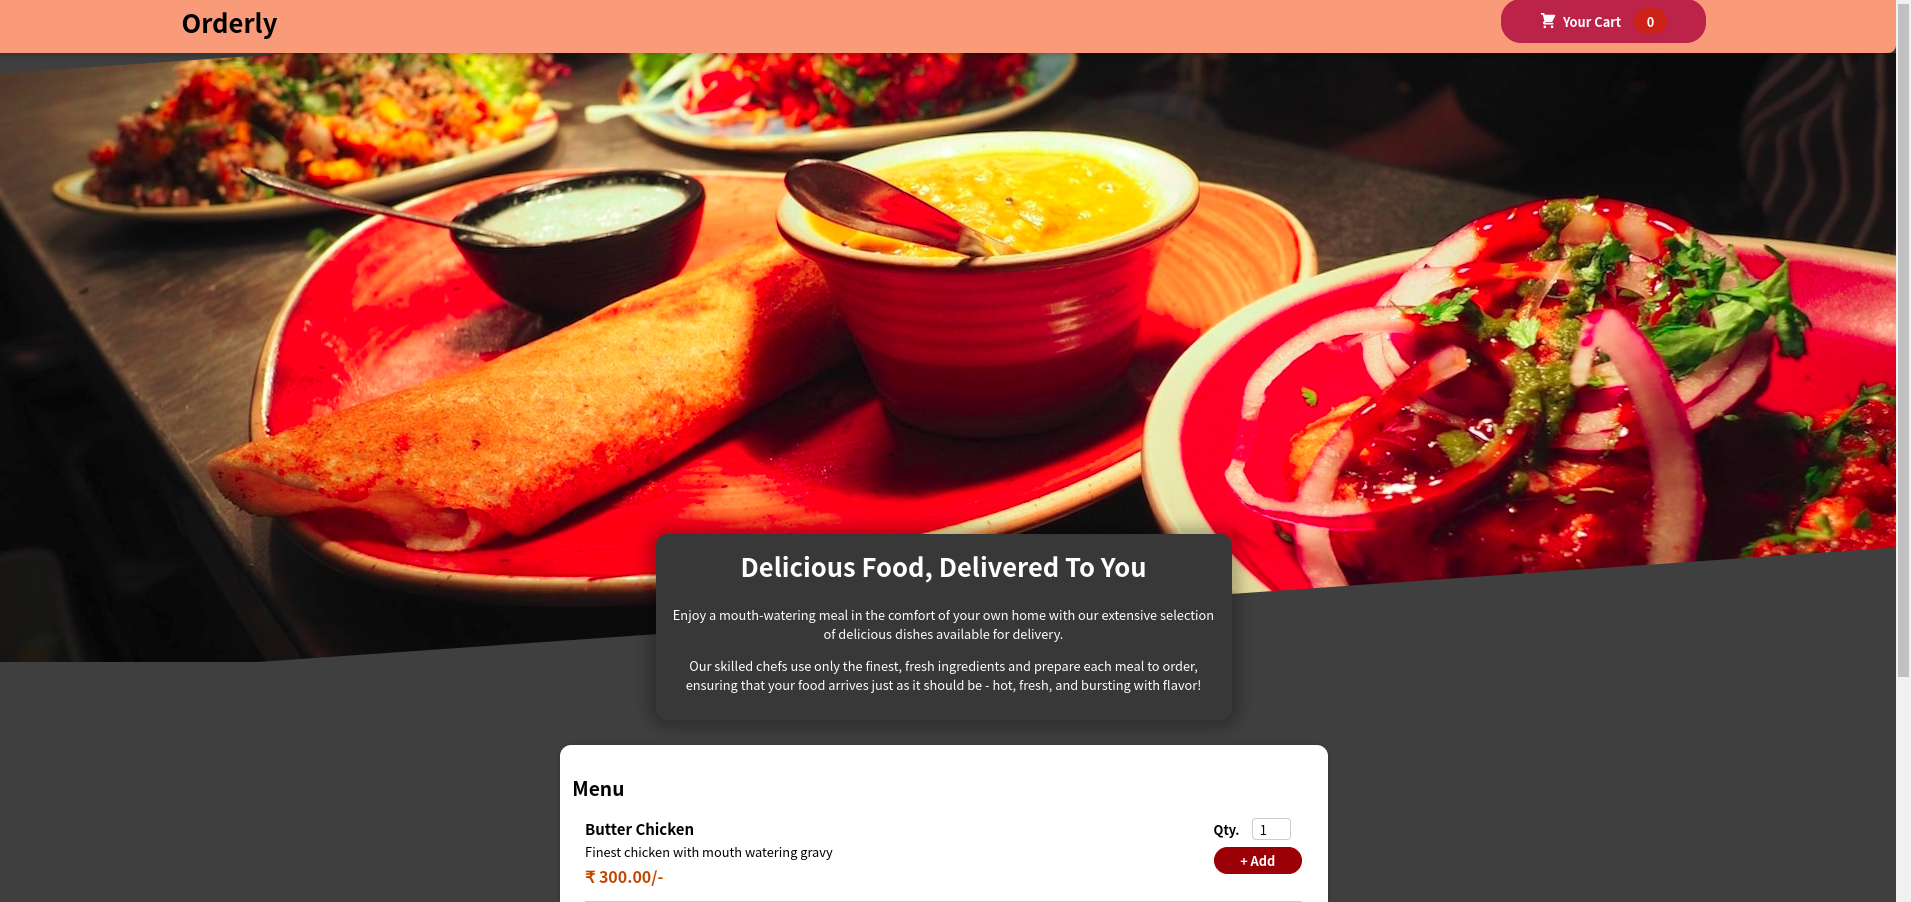 Orderly
Your Cart 0
Delicious Food, Delivered To You
Enjoy a mouth-watering meal in the comfort of your own home with our extensive selection
of delicious dishes available for delivery.
Our skilled chefs use only the finest, fresh ingredients and prepare each meal to order,
ensuring that your food arrives just as it should be - hot, fresh, and bursting with flavor!
Menu
Butter Chicken
Qty. 1
Finest chicken with mouth watering gravy
+ Add
₹ 300.00/-